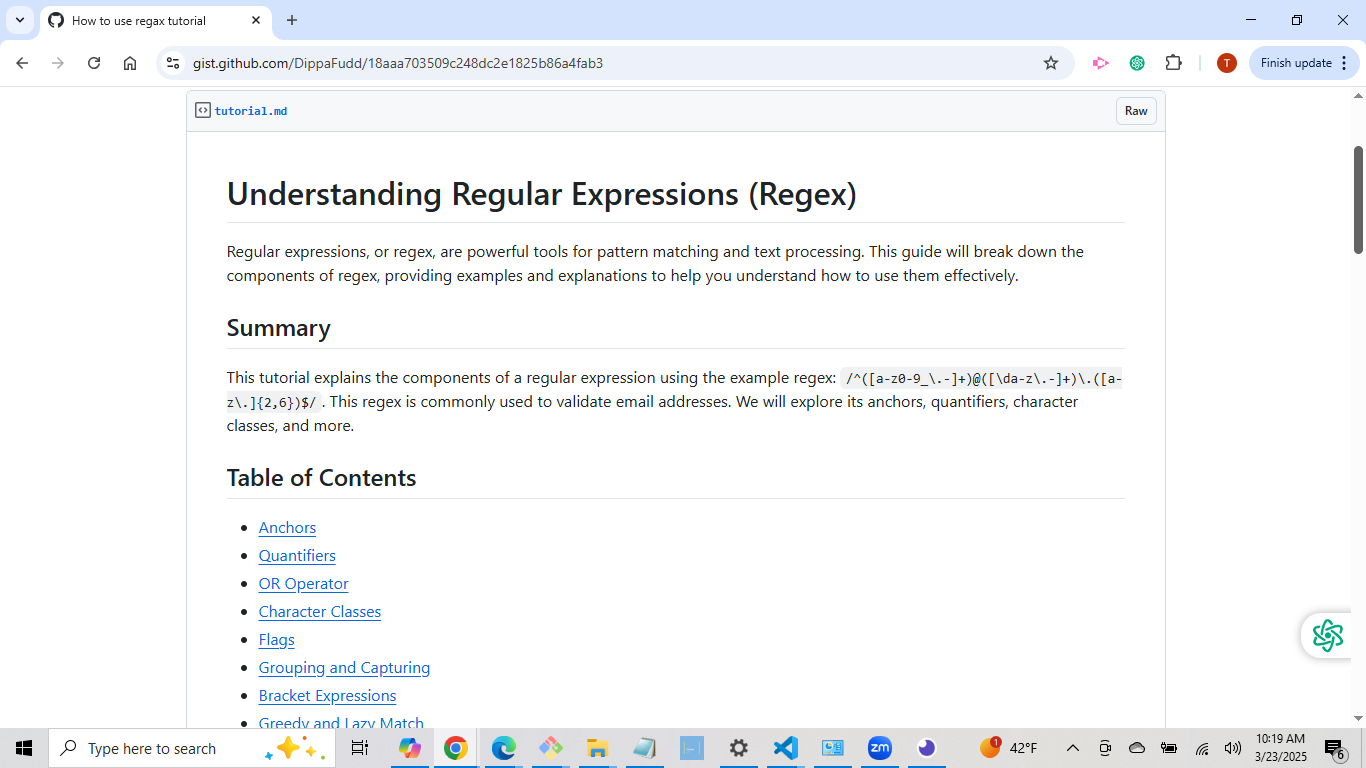 How to use regax tutorial
gist.github.com/DippaFudd/18aaa703509c248dc2e1825b86a4fab3
T
Finish update
tutorial.md
Raw
Understanding Regular Expressions (Regex)
Regular expressions, or regex, are powerful tools for pattern matching and text processing. This guide will break down the
components of regex, providing examples and explanations to help you understand how to use them effectively.
Summary
This tutorial explains the components of a regular expression using the example regex: /^([a-z0-9_\.-]+)@([\da-z\.-]+)\.([a-
z\.]{2,6})$/ . This regex is commonly used to validate email addresses. We will explore its anchors, quantifiers, character
classes, and more.
Table of Contents
Anchors
Quantifiers
OR Operator
Character Classes
Flags
Grouping and Capturing
Bracket Expressions
Greedy and Lazy Match
Type here to search
zm
1
42°F
10:19 AM
3/23/2025
6